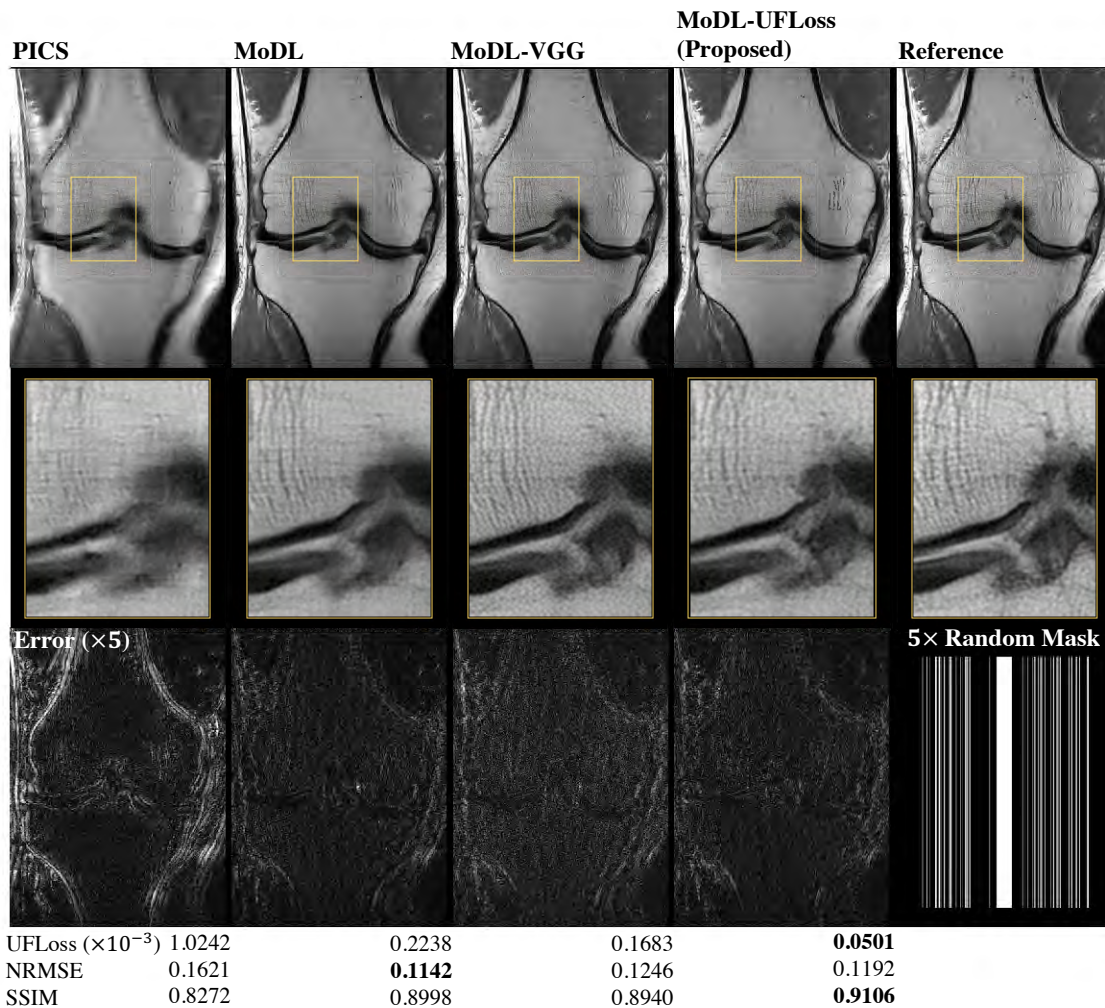 PICS MoDL MoDL-VGG MoDL-UFLoss (Proposed) Reference
Error (×5) 5× Random Mask
UFLoss (×10⁻³) 1.0242 0.2238 0.1683 0.0501
NRMSE 0.1621 0.1142 0.1246 0.1192
SSIM 0.8272 0.8998 0.8940 0.9106